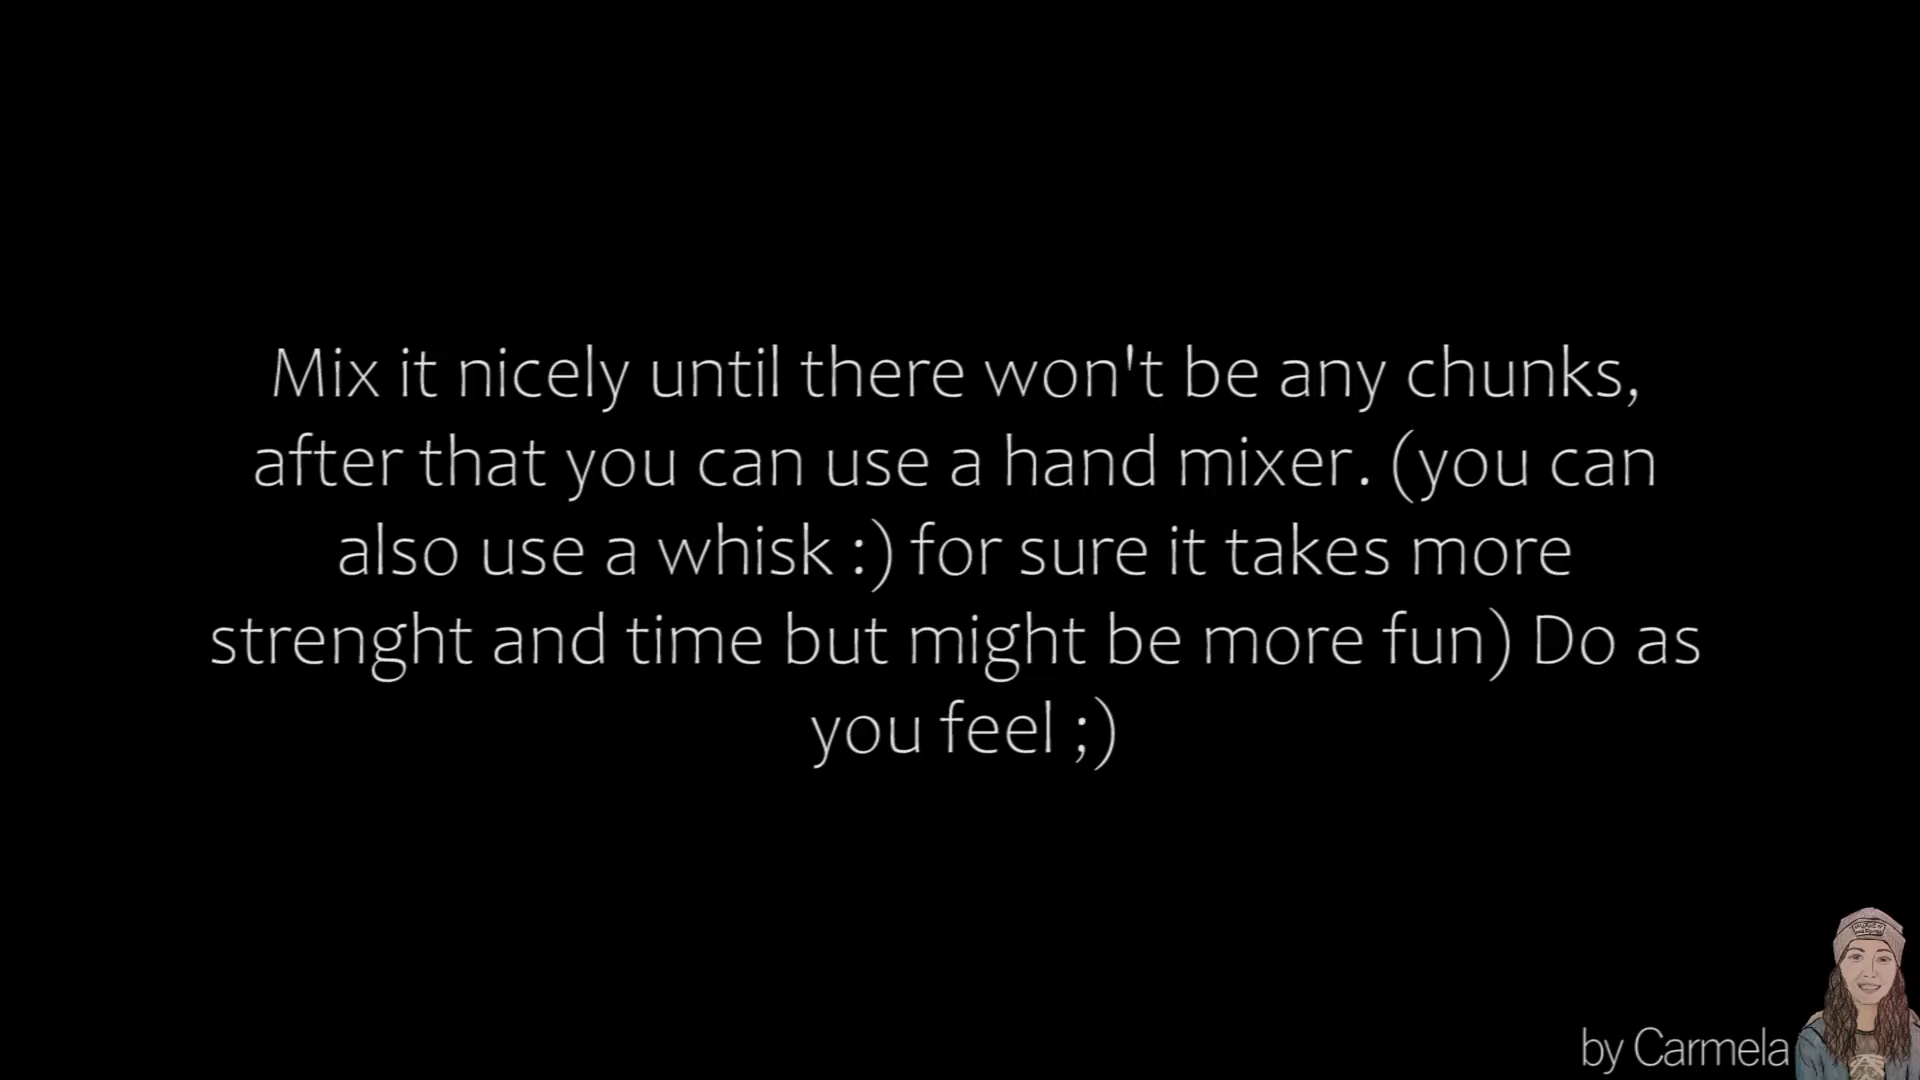 Mix it nicely until there won't be any chunks,
after that you can use a hand mixer. (you can
also use a whisk :) for sure it takes more
strenght and time but might be more fun) Do as
you feel ;)
by Carmela